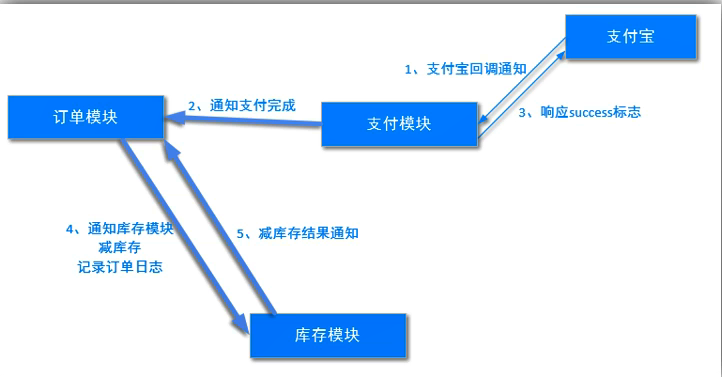 支付宝
1、支付宝回调通知
2、通知支付完成
3、响应success标志
订单模块
支付模块
4、通知库存模块
减库存
记录订单日志
5、减库存结果通知
库存模块